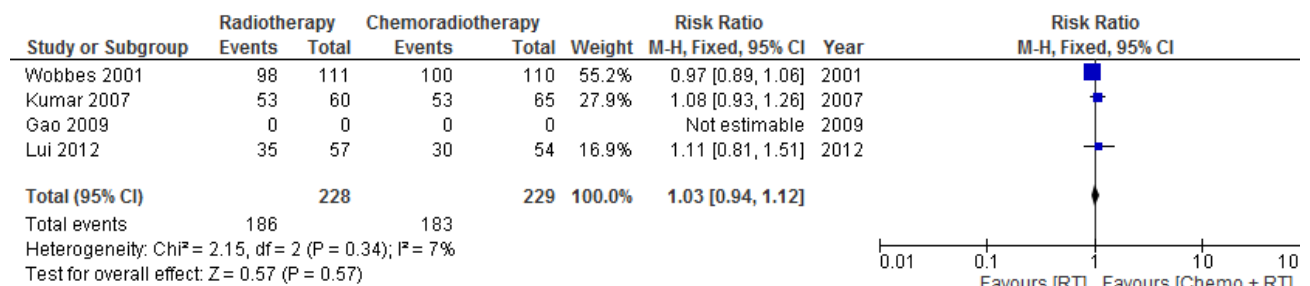 Radiotherapy Chemoradiotherapy Risk Ratio Risk Ratio
Study or Subgroup Events Total Events Total Weight M-H, Fixed, 95% CI Year M-H, Fixed, 95% CI
Wobbes 2001 98 111 100 110 55.2% 0.97 [0.89, 1.06] 2001
Kumar 2007 53 60 53 65 27.9% 1.08 [0.93, 1.26] 2007
Gao 2009 0 0 0 0 Not estimable 2009
Lui 2012 35 57 30 54 16.9% 1.11 [0.81, 1.51] 2012
Total (95% CI) 228 229 100.0% 1.03 [0.94, 1.12]
Total events 186 183
Heterogeneity: Chi² = 2.15, df = 2 (P = 0.34); I² = 7%
Test for overall effect: Z = 0.57 (P = 0.57)
0.01 0.1 1 10 10
Favours [RT] Favours [Chemo + RT]